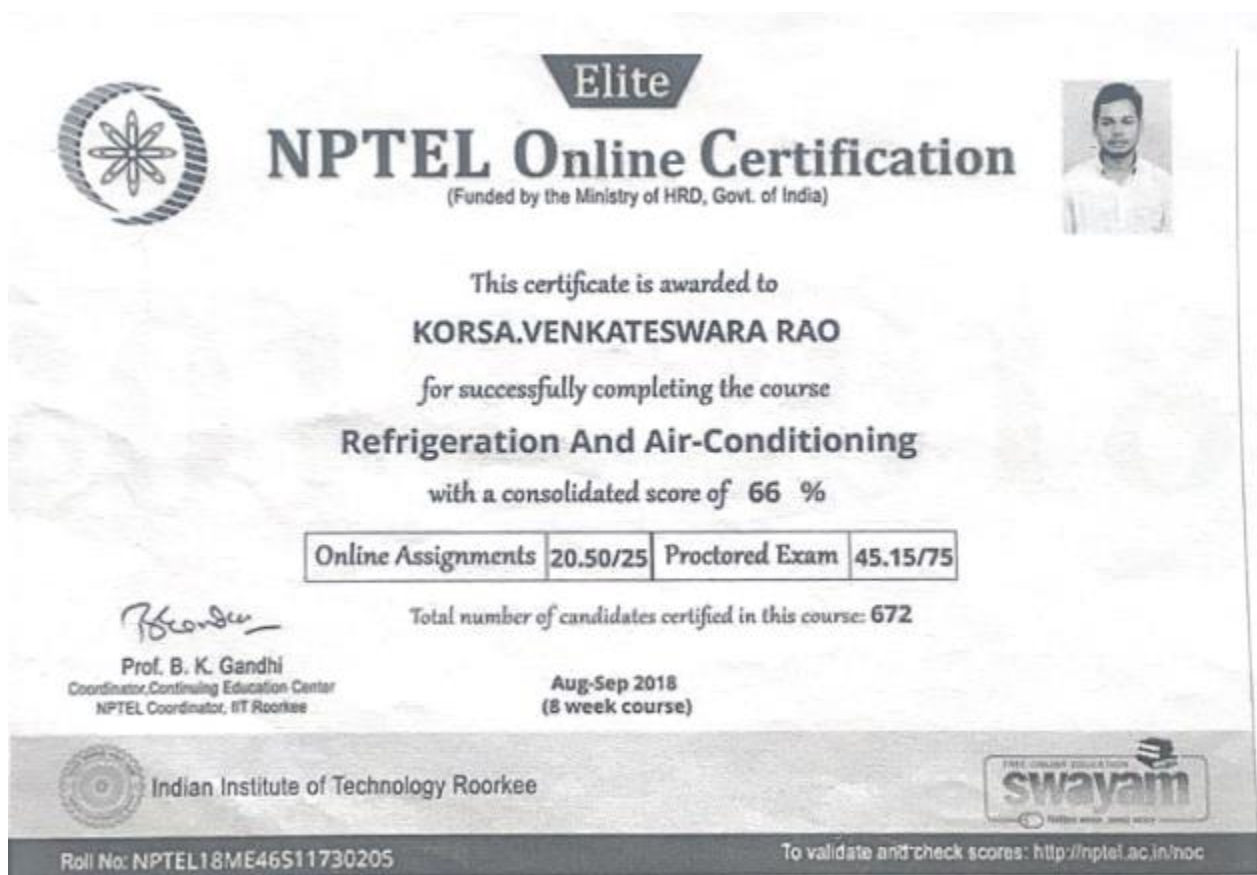 Elite
NPTEL Online Certification
(Funded by the Ministry of HRD, Govt. of India)
This certificate is awarded to
KORSA.VENKATESWARA RAO
for successfully completing the course
Refrigeration And Air-Conditioning
with a consolidated score of 66 %
Online Assignments 20.50/25 Proctored Exam 45.15/75
Total number of candidates certified in this course: 672
Prof. B. K. Gandhi
Coordinator,Continuing Education Center
NPTEL Coordinator, IIT Roorkee
Aug-Sep 2018
(8 week course)
Indian Institute of Technology Roorkee
FREE ONLINE EDUCATION
swayam
Roll No: NPTEL18ME46S11730205
To validate and check scores: http://nptel.ac.in/noc